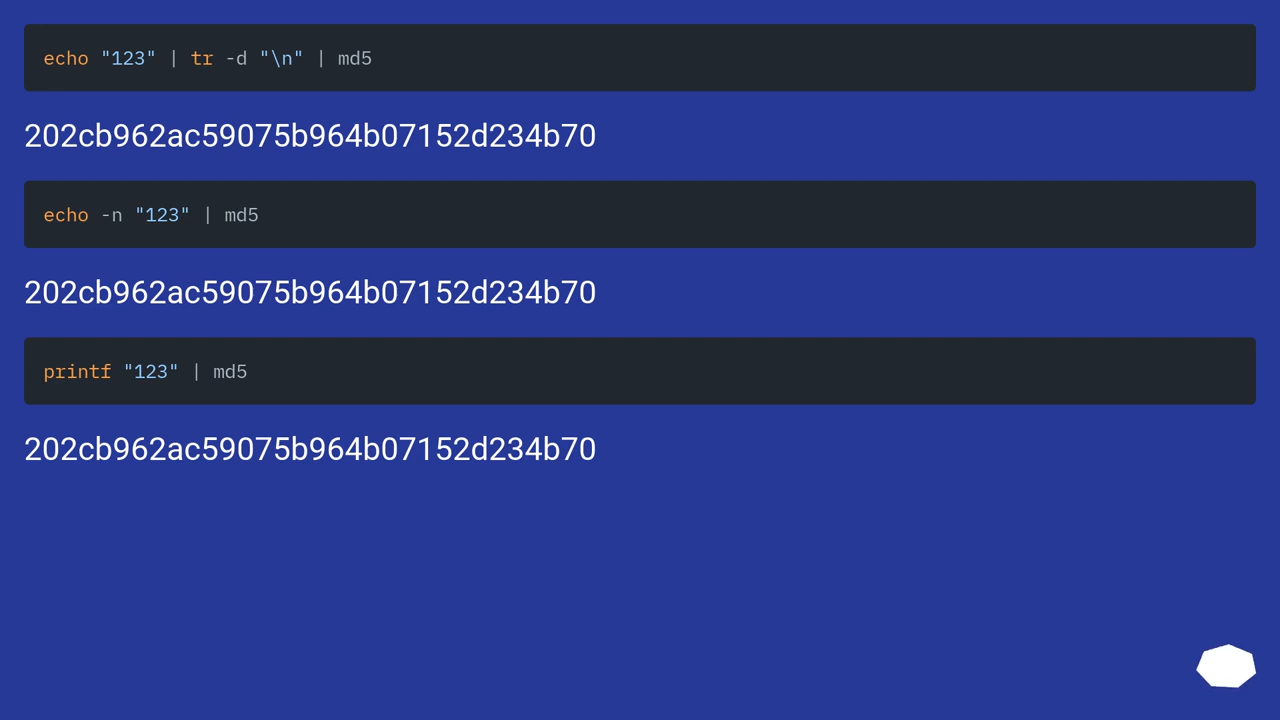 echo "123" | tr -d "\n" | md5
202cb962ac59075b964b07152d234b70
echo -n "123" | md5
202cb962ac59075b964b07152d234b70
printf "123" | md5
202cb962ac59075b964b07152d234b70